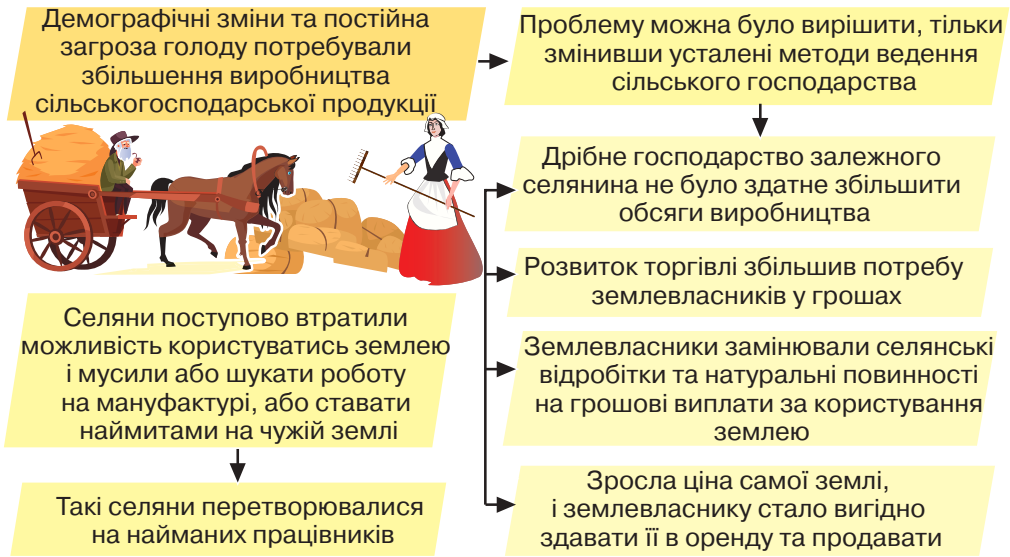 Демографічні зміни та постійна
загроза голоду потребували
збільшення виробництва
сільськогосподарської продукції
Проблему можна було вирішити, тільки
змінивши усталені методи ведення
сільського господарства
Дрібне господарство залежного
селянина не було здатне збільшити
обсяги виробництва
Розвиток торгівлі збільшив потребу
землевласників у грошах
Землевласники замінювали селянські
відробітки та натуральні повинності
на грошові виплати за користування
землею
Зросла ціна самої землі,
і землевласнику стало вигідно
здавати її в оренду та продавати
Селяни поступово втратили
можливість користуватись землею
і мусили або шукати роботу
на мануфактурі, або ставати
наймитами на чужій землі
Такі селяни перетворювалися
на найманих працівників